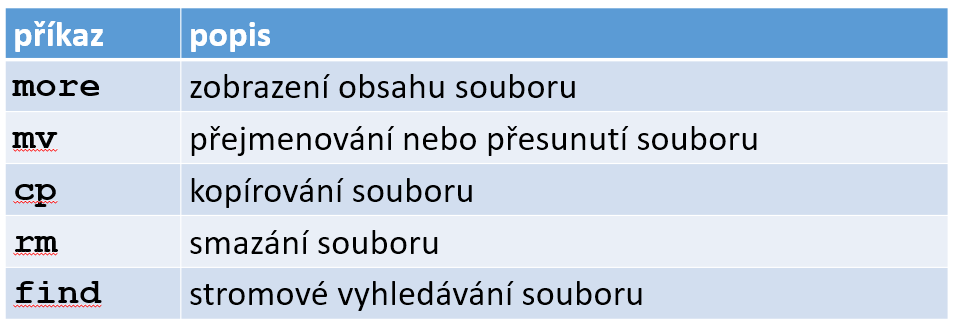 příkaz popis
more zobrazení obsahu souboru
mv přejmenování nebo přesunutí souboru
cp kopírování souboru
rm smazání souboru
find stromové vyhledávání souboru